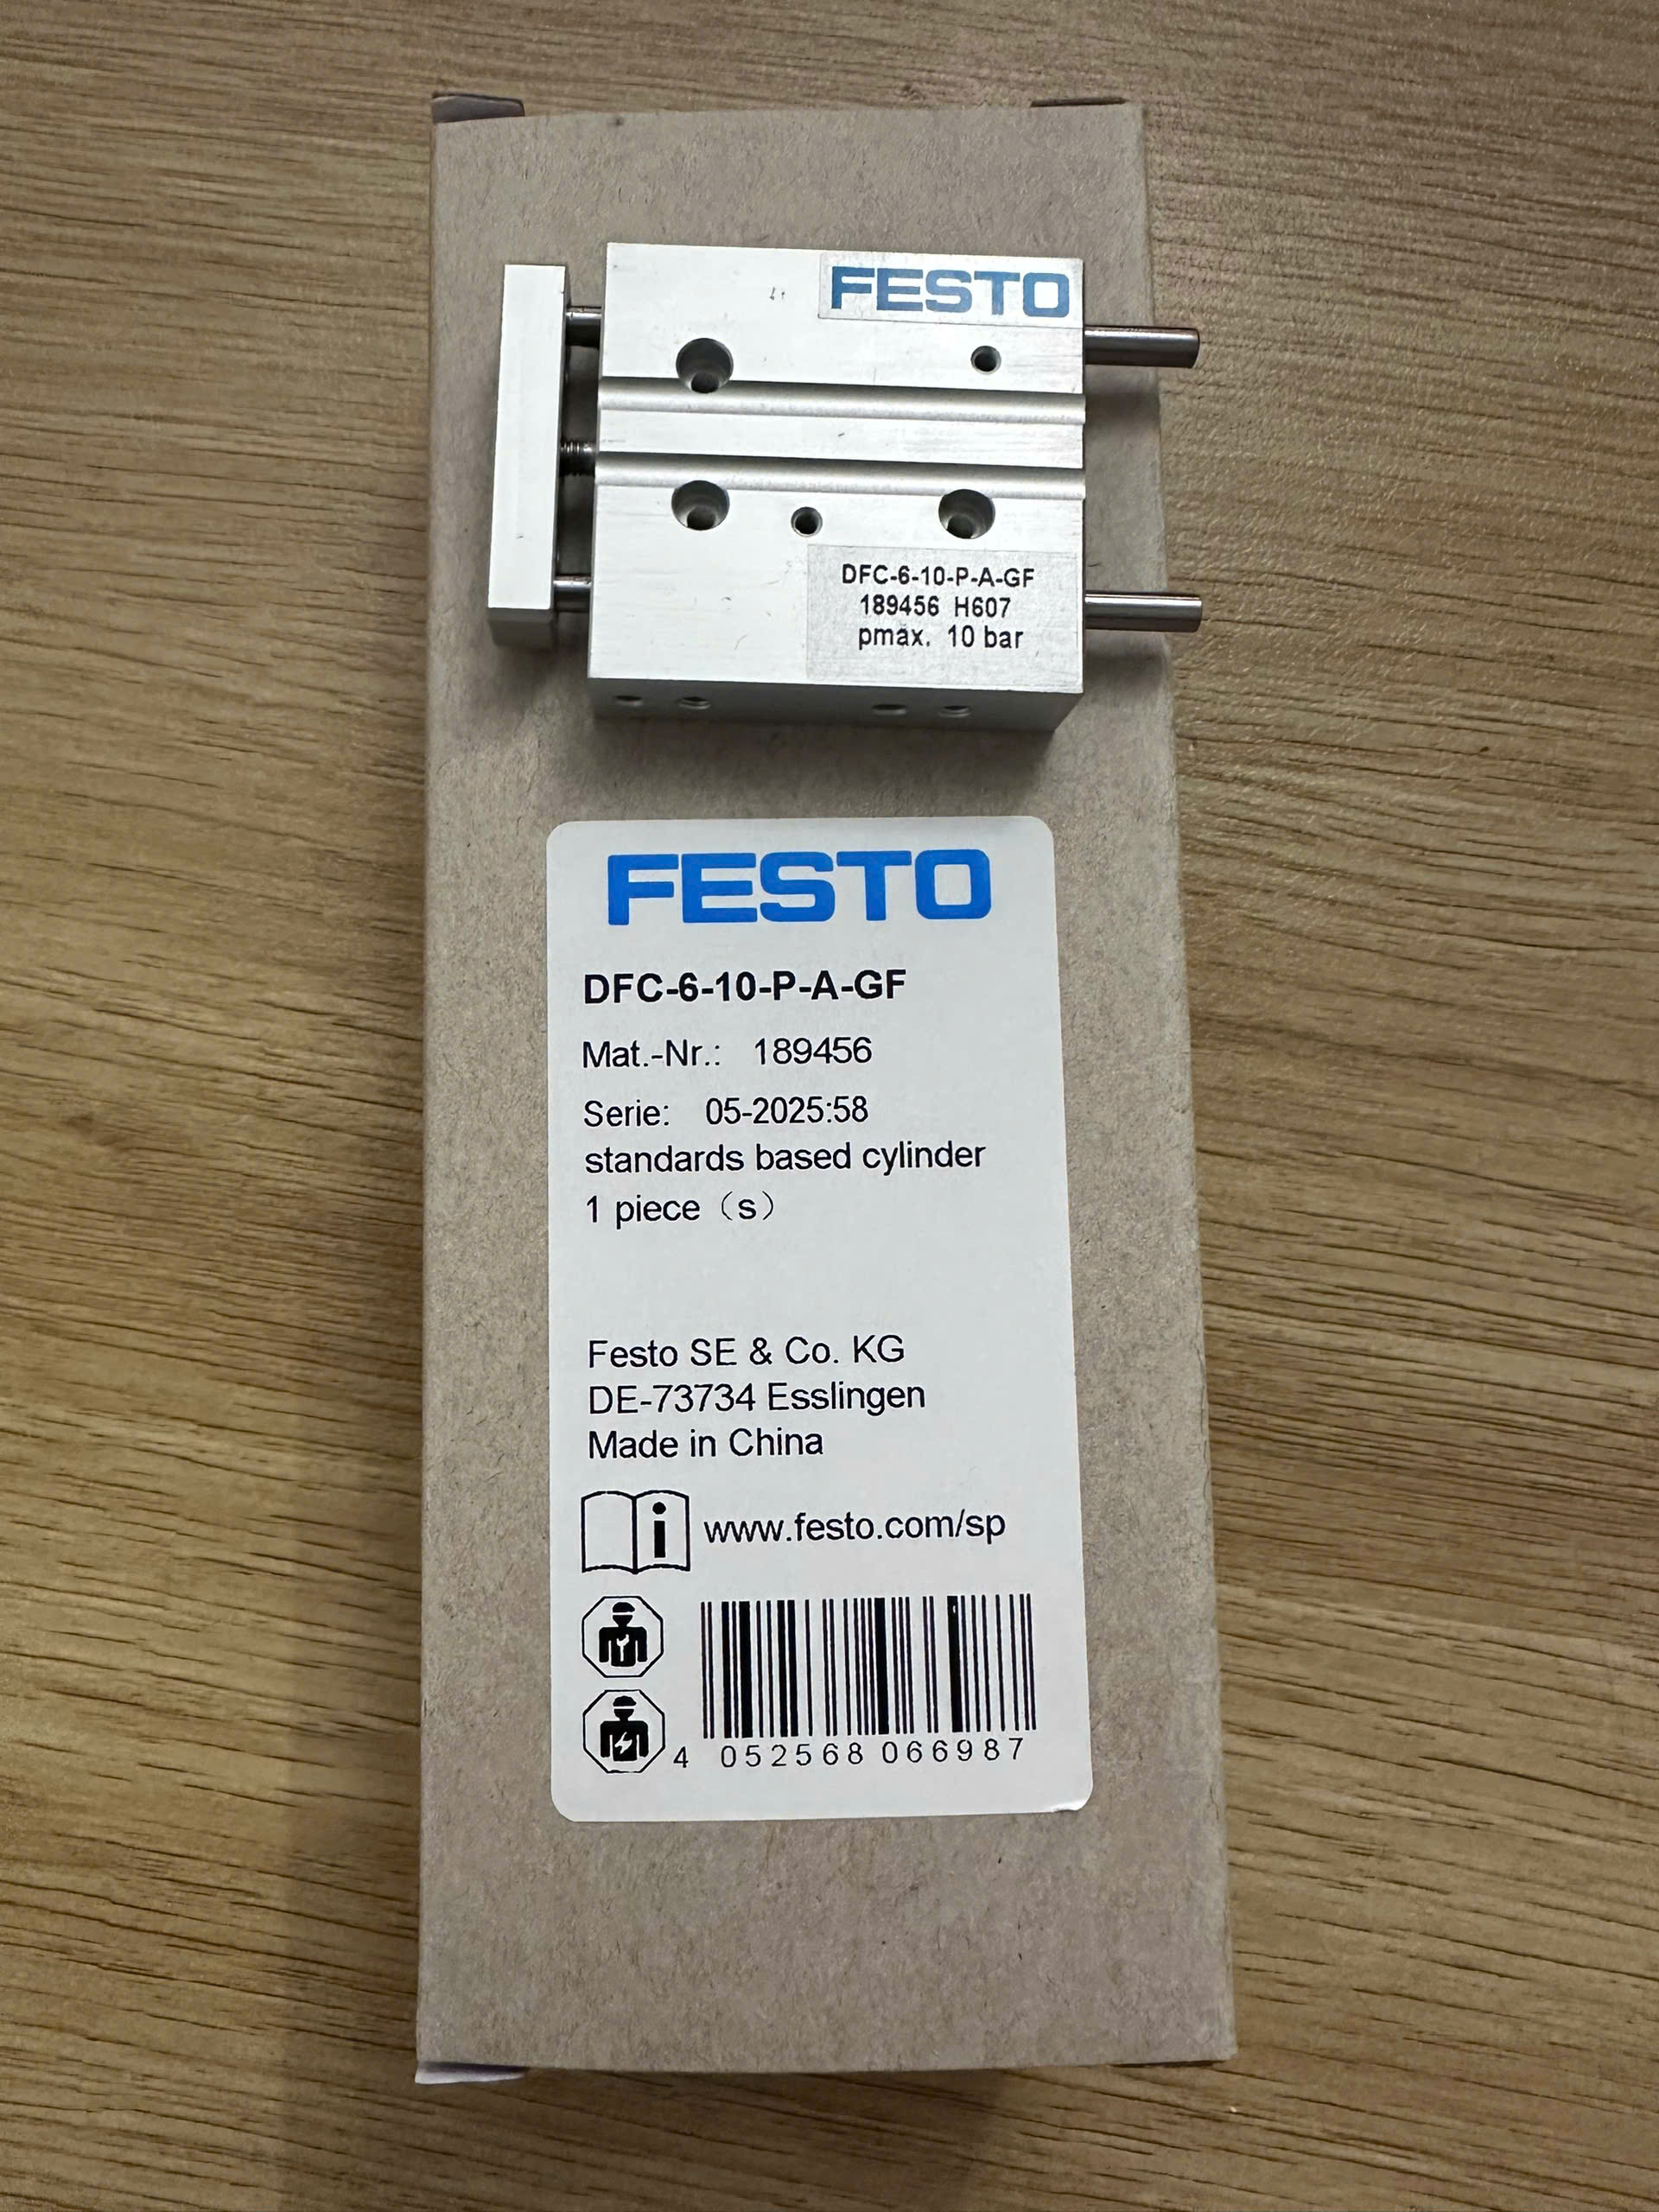 FESTO
DFC-6-10-P-A-GF
189456 H607
pmax. 10 bar
FESTO
DFC-6-10-P-A-GF
Mat.-Nr.: 189456
Serie: 05-2025:58
standards based cylinder
1 piece（s）
Festo SE & Co. KG
DE-73734 Esslingen
Made in China
i www.festo.com/sp
4 052568 066987